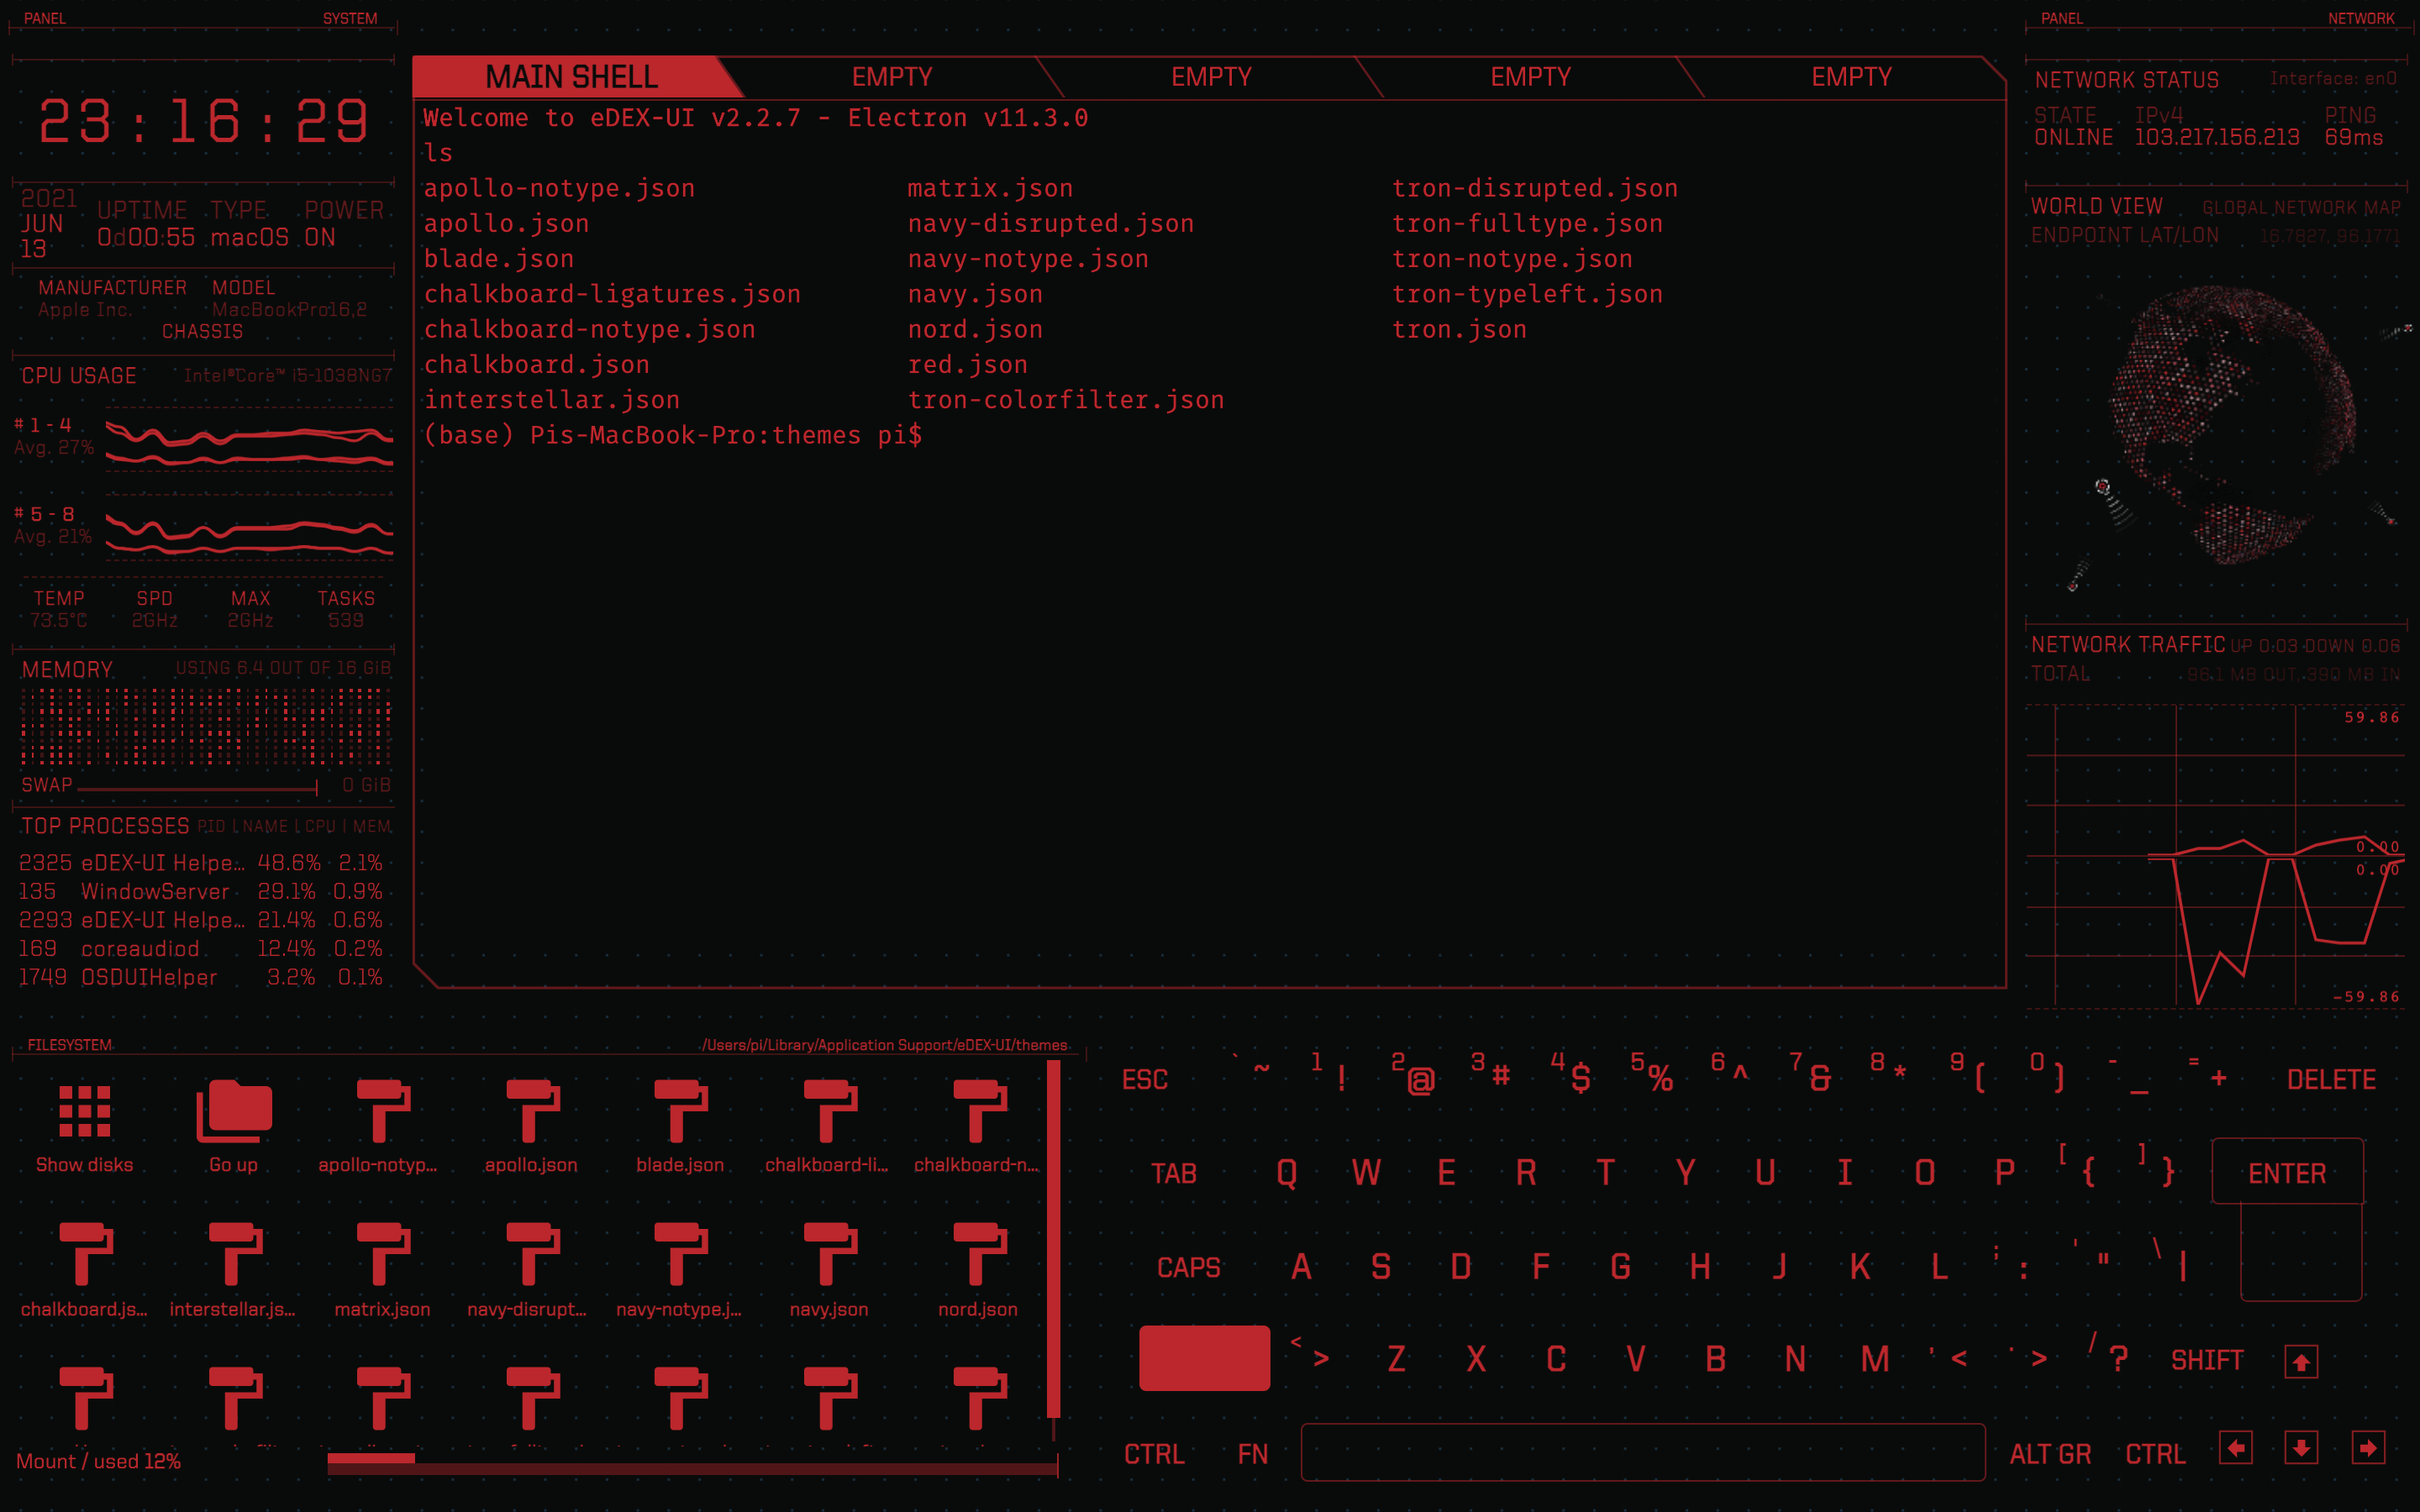 PANEL SYSTEM
23:16:29
2021
JUN 13
UPTIME TYPE POWER
0d00:55 macOS ON
MANUFACTURER MODEL
Apple Inc. MacBookPro16,2
CHASSIS
CPU USAGE Intel®Core™ i5-1038NG7
# 1 - 4
Avg. 27%
# 5 - 8
Avg. 21%
TEMP SPD MAX TASKS
73.5°C 2GHz 2GHz 539
MEMORY USING 6.4 OUT OF 16 GiB
SWAP 0 GiB
TOP PROCESSES PID | NAME | CPU | MEM
2325 eDEX-UI Helpe... 48.6% 2.1%
135 WindowServer 29.1% 0.9%
2293 eDEX-UI Helpe... 21.4% 0.6%
169 coreaudiod 12.4% 0.2%
1749 OSDUIHelper 3.2% 0.1%
MAIN SHELL EMPTY EMPTY EMPTY EMPTY
Welcome to eDEX-UI v2.2.7 - Electron v11.3.0
ls
apollo-notype.json matrix.json tron-disrupted.json
apollo.json navy-disrupted.json tron-fulltype.json
blade.json navy-notype.json tron-notype.json
chalkboard-ligatures.json navy.json tron-typeleft.json
chalkboard-notype.json nord.json tron.json
chalkboard.json red.json
interstellar.json tron-colorfilter.json
(base) Pis-MacBook-Pro:themes pi$
PANEL NETWORK
NETWORK STATUS Interface: en0
STATE IPv4 PING
ONLINE 103.217.156.213 69ms
WORLD VIEW GLOBAL NETWORK MAP
ENDPOINT LAT/LON 16.7827, 96.1771
NETWORK TRAFFIC UP 0.03 DOWN 0.06
TOTAL 96.1 MB OUT, 390 MB IN
59.86
0.00
0.00
-59.86
FILESYSTEM /Users/pi/Library/Application Support/eDEX-UI/themes
Show disks Go up apollo-notyp... apollo.json blade.json chalkboard-li... chalkboard-n...
chalkboard.js... interstellar.js... matrix.json navy-disrupt... navy-notype.j... navy.json nord.json
Mount / used 12%
ESC ` ~ 1 ! 2 @ 3 # 4 $ 5 % 6 ^ 7 & 8 * 9 ( 0 ) - _ = + DELETE
TAB Q W E R T Y U I O P [ { ] } ENTER
CAPS A S D F G H J K L ; : ' " \ |
< > Z X C V B N M ' < . > / ? SHIFT
CTRL FN ALT GR CTRL